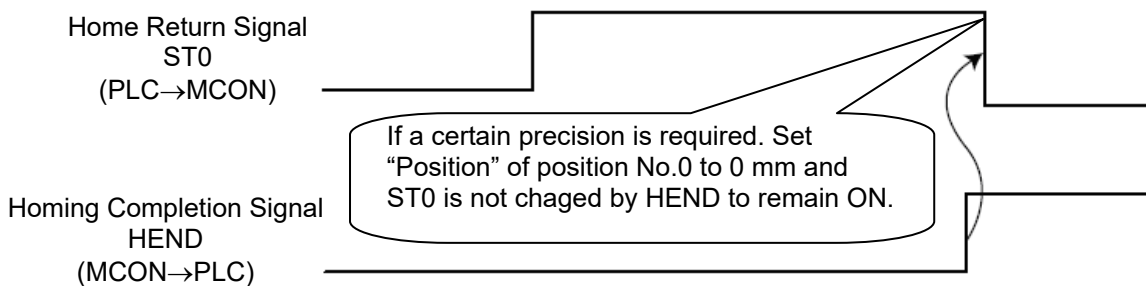 Home Return Signal
ST0
(PLC→MCON)
If a certain precision is required. Set
“Position” of position No.0 to 0 mm and
ST0 is not chaged by HEND to remain ON.
Homing Completion Signal
HEND
(MCON→PLC)